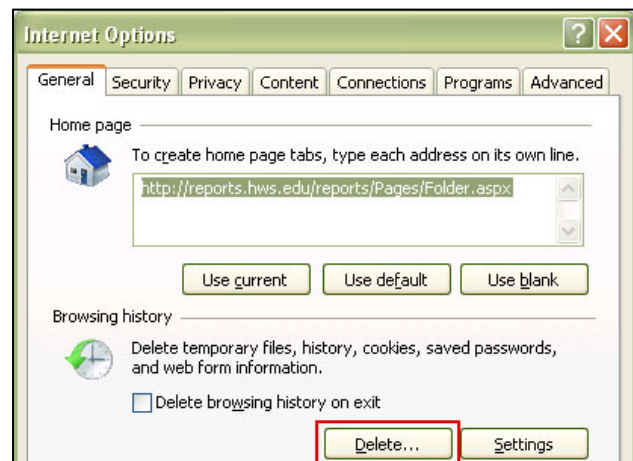 Internet Options
?
General Security Privacy Content Connections Programs Advanced
Home page
To create home page tabs, type each address on its own line.
http://reports.hws.edu/reports/Pages/Folder.aspx
Use current Use default Use blank
Browsing history
Delete temporary files, history, cookies, saved passwords,
and web form information.
Delete browsing history on exit
Delete... Settings